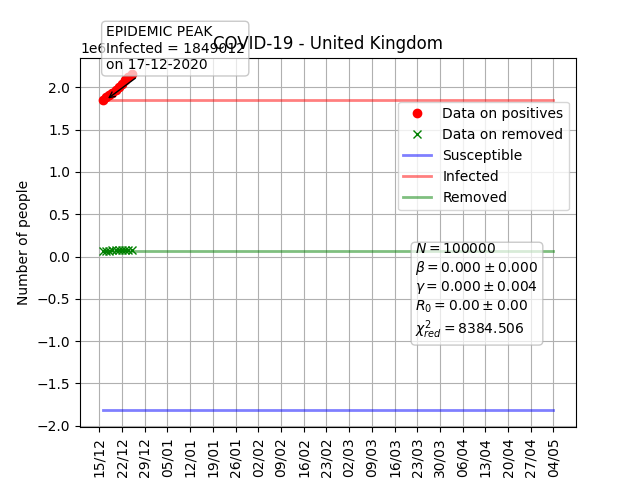 EPIDEMIC PEAK
Infected = 1849012
on 17-12-2020
COVID-19 - United Kingdom
1e6
Number of people
2.0
1.5
1.0
0.5
0.0
−0.5
−1.0
−1.5
−2.0
Data on positives
Data on removed
Susceptible
Infected
Removed
N = 100000
β = 0.000 ± 0.000
γ = 0.000 ± 0.004
R₀ = 0.00 ± 0.00
χ²red = 8384.506
15/12
22/12
29/12
05/01
12/01
19/01
26/01
02/02
09/02
16/02
23/02
02/03
09/03
16/03
23/03
30/03
06/04
13/04
20/04
27/04
04/05